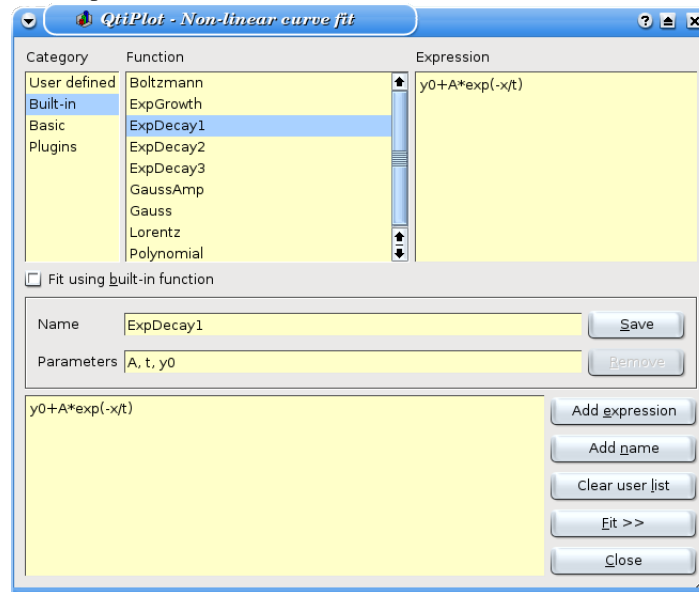 QtiPlot - Non-linear curve fit
Category Function Expression
User defined Boltzmann y0+A*exp(-x/t)
Built-in ExpGrowth
Basic ExpDecay1
Plugins ExpDecay2
ExpDecay3
GaussAmp
Gauss
Lorentz
Polynomial
Fit using built-in function
Name ExpDecay1 Save
Parameters A, t, y0 Remove
y0+A*exp(-x/t) Add expression
Add name
Clear user list
Fit >>
Close